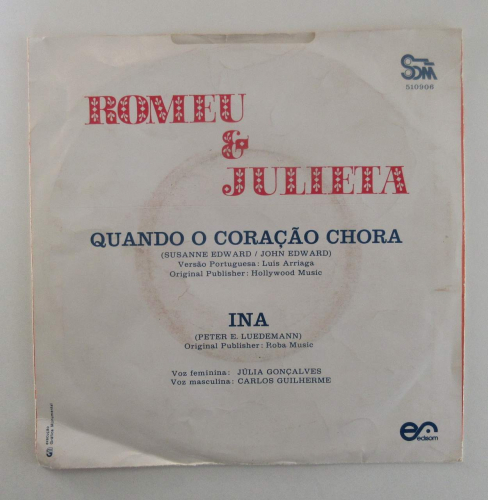 SDM
510906
ROMEU
&
JULIETA
QUANDO O CORAÇÃO CHORA
(SUSANNE EDWARD / JOHN EDWARD)
Versão Portuguesa: Luis Arriaga
Original Publisher: Hollywood Music
INA
(PETER E. LUEDEMANN)
Original Publisher: Roba Music
Voz feminina: JÚLIA GONÇALVES
Voz masculina: CARLOS GUILHERME
edisom